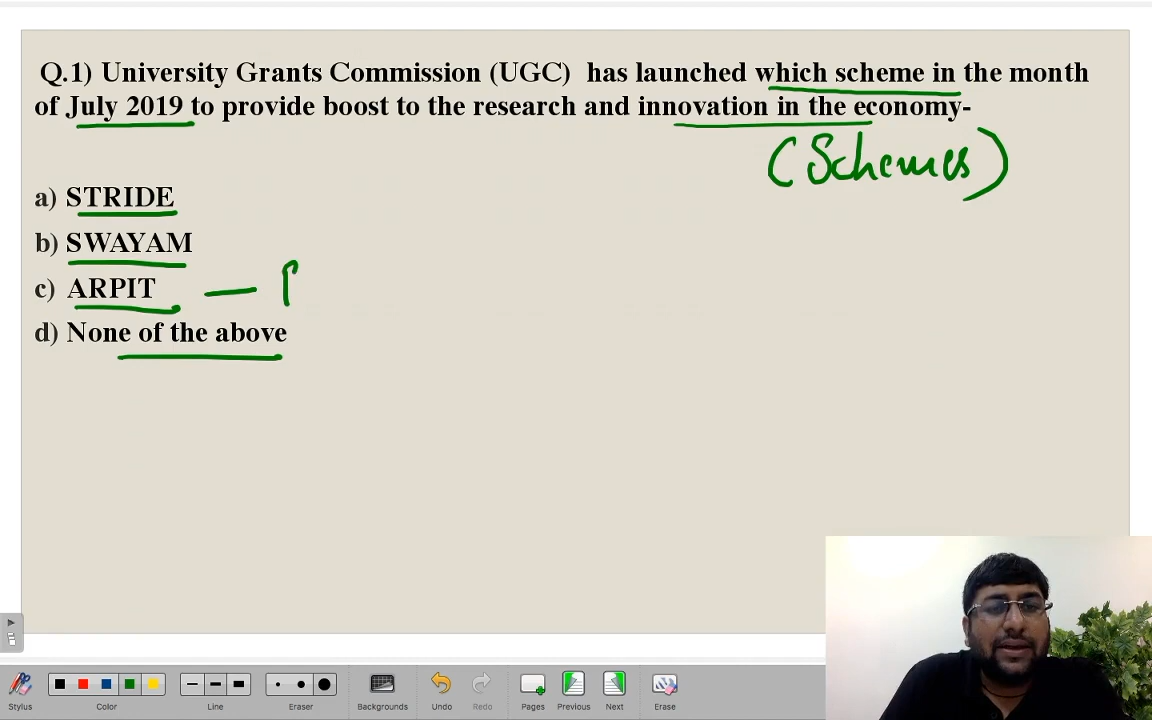 Q.1) University Grants Commission (UGC) has launched which scheme in the month
of July 2019 to provide boost to the research and innovation in the economy-
(Schemes)
a) STRIDE
b) SWAYAM
c) ARPIT —
d) None of the above
Stylus
Color
Line
Eraser
Backgrounds
Undo
Redo
Pages
Previous
Next
Erase